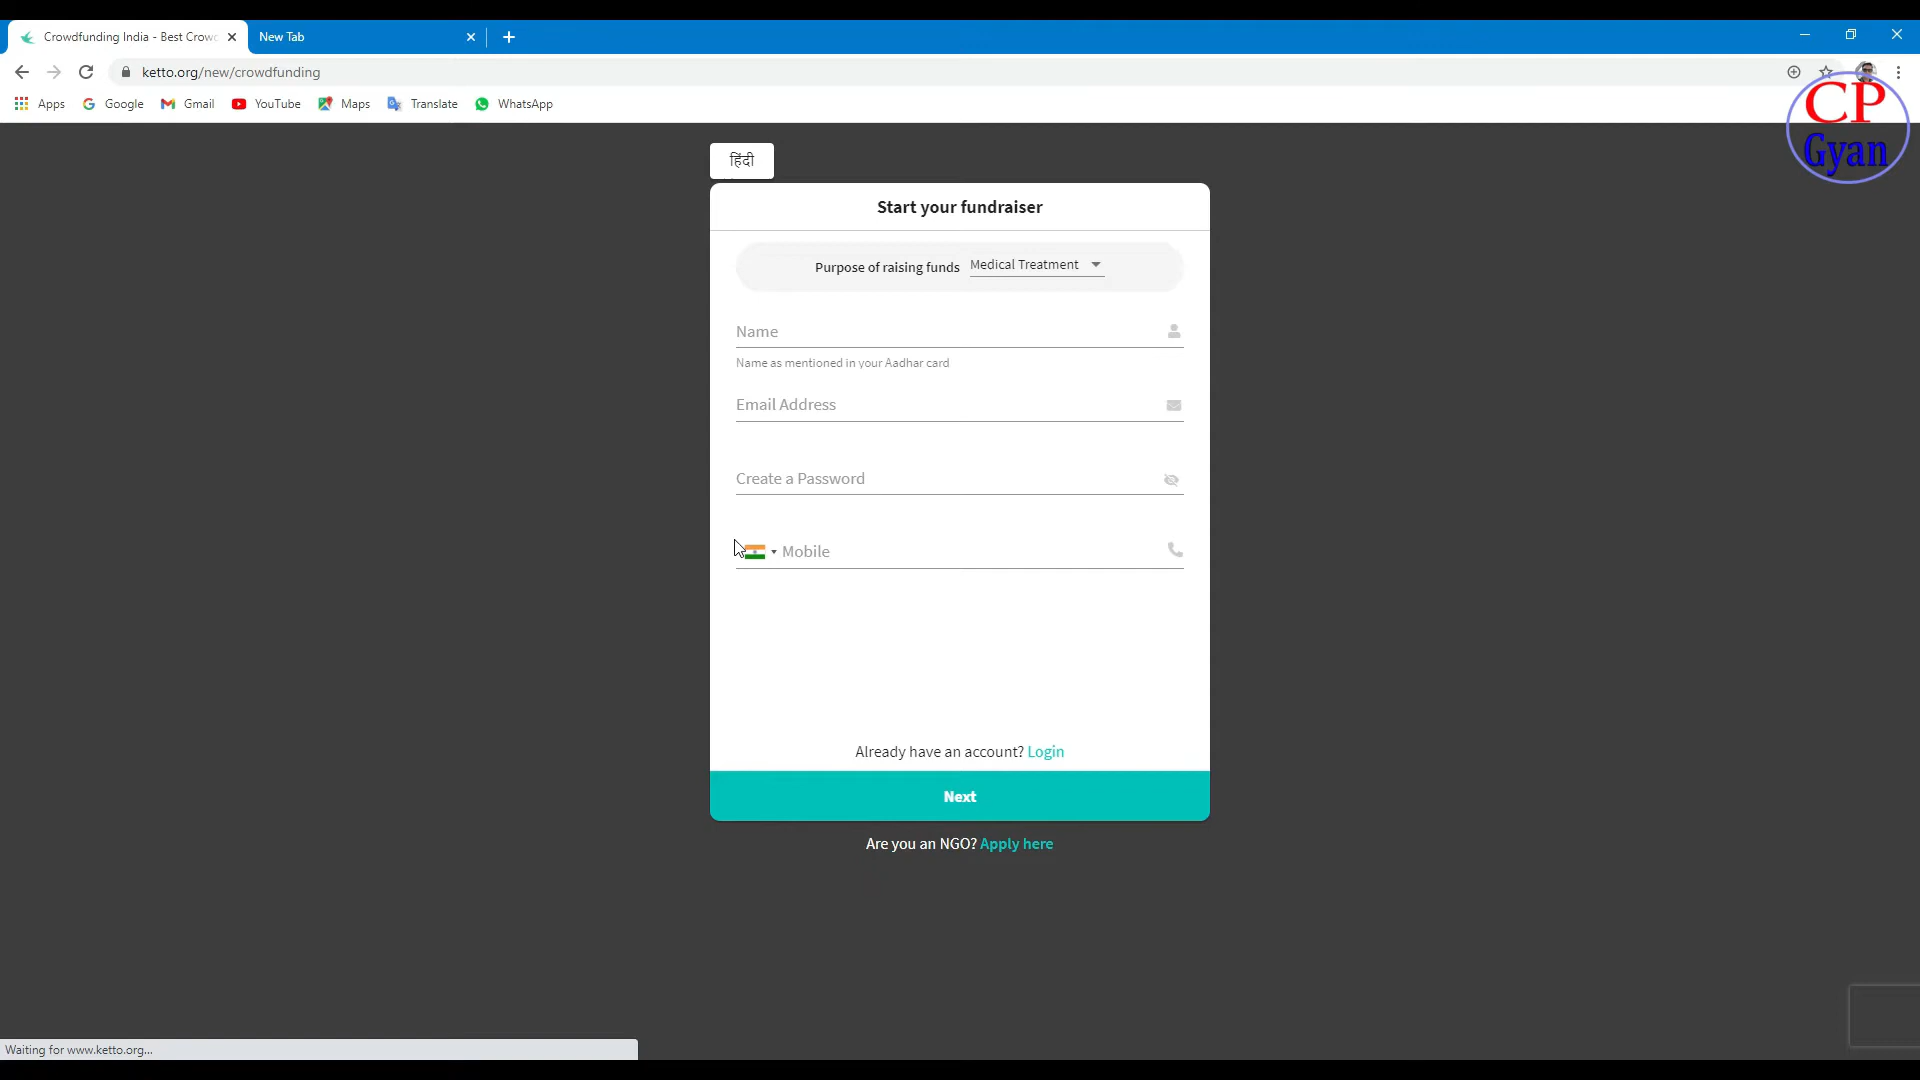 Crowdfunding India - Best Crowd
New Tab
ketto.org/new/crowdfunding
Apps Google Gmail YouTube Maps Translate WhatsApp
CP
Gyan
हिंदी
Start your fundraiser
Purpose of raising funds Medical Treatment
Name
Name as mentioned in your Aadhar card
Email Address
Create a Password
Mobile
Already have an account? Login
Next
Are you an NGO? Apply here
Waiting for www.ketto.org...